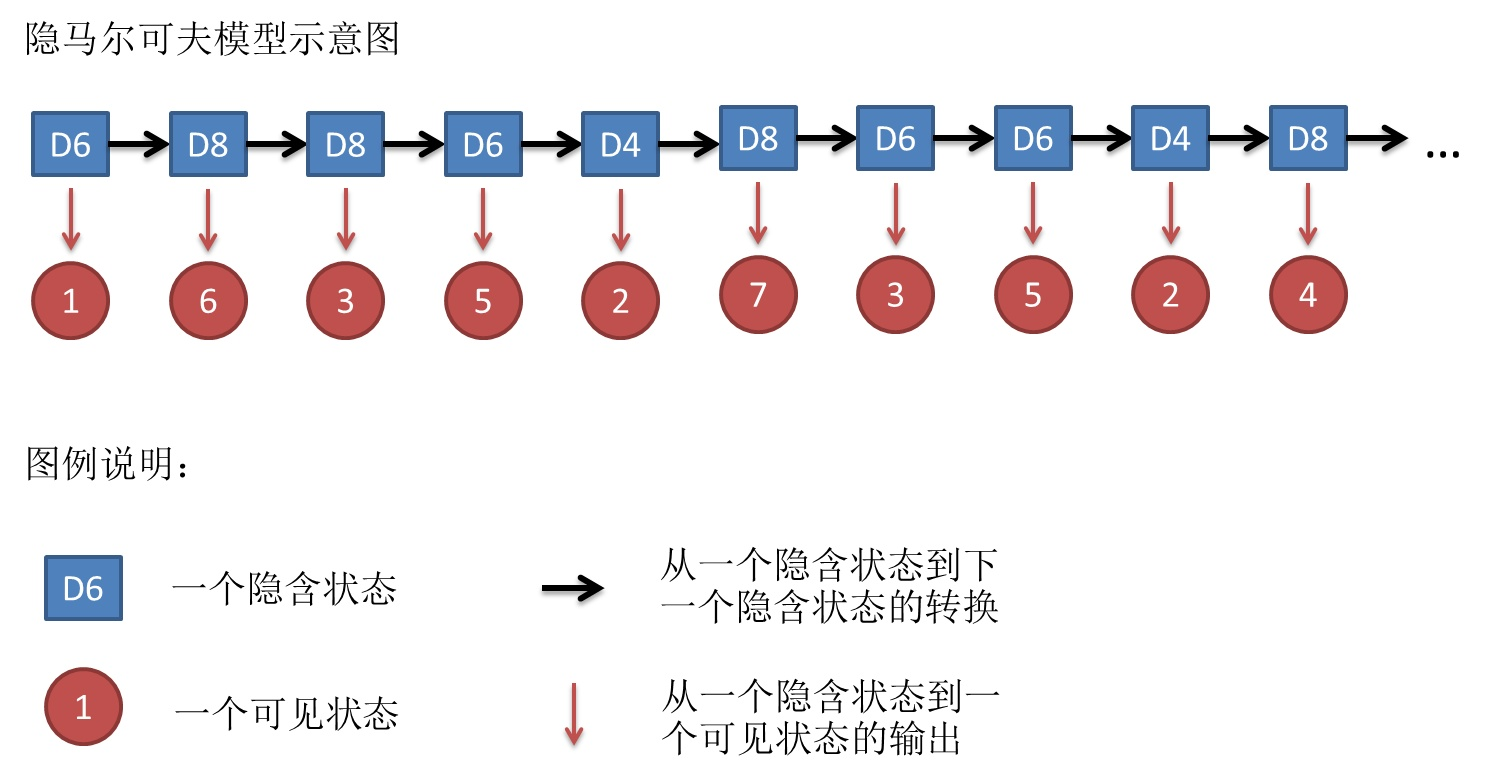 隐马尔可夫模型示意图
D6 D8 D8 D6 D4 D8 D6 D6 D4 D8 ...
1 6 3 5 2 7 3 5 2 4
图例说明：
D6 一个隐含状态
从一个隐含状态到下
一个隐含状态的转换
1 一个可见状态
从一个隐含状态到一
个可见状态的输出